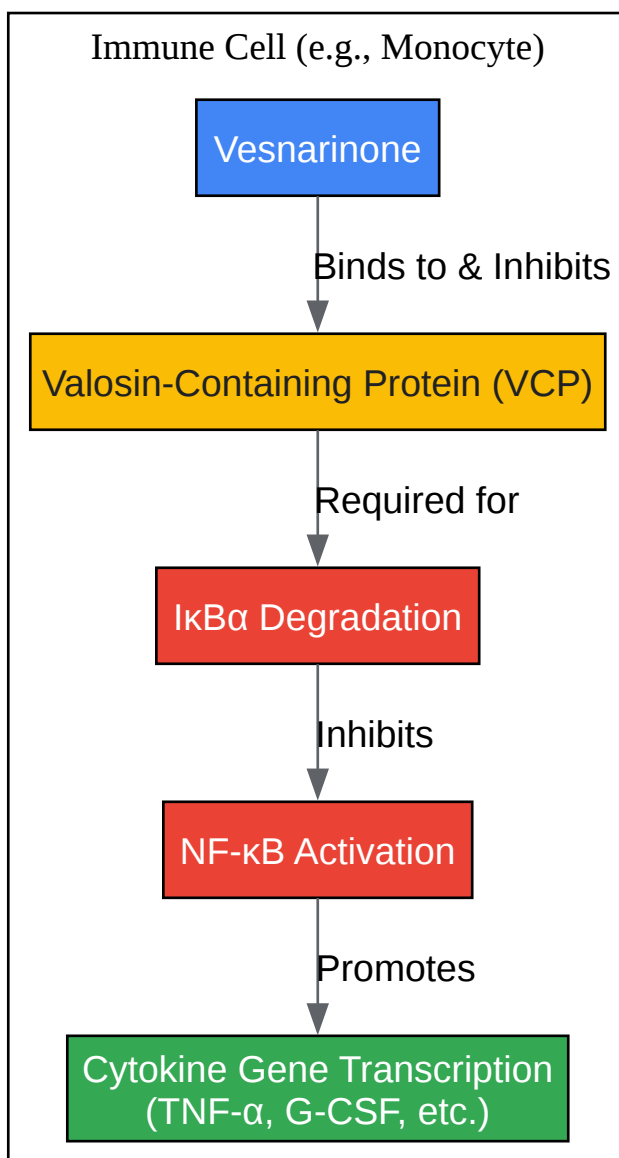 Immune Cell (e.g., Monocyte)
Vesnarinone
Binds to & Inhibits
Valosin-Containing Protein (VCP)
Required for
IκBα Degradation
Inhibits
NF-κB Activation
Promotes
Cytokine Gene Transcription
(TNF-α, G-CSF, etc.)